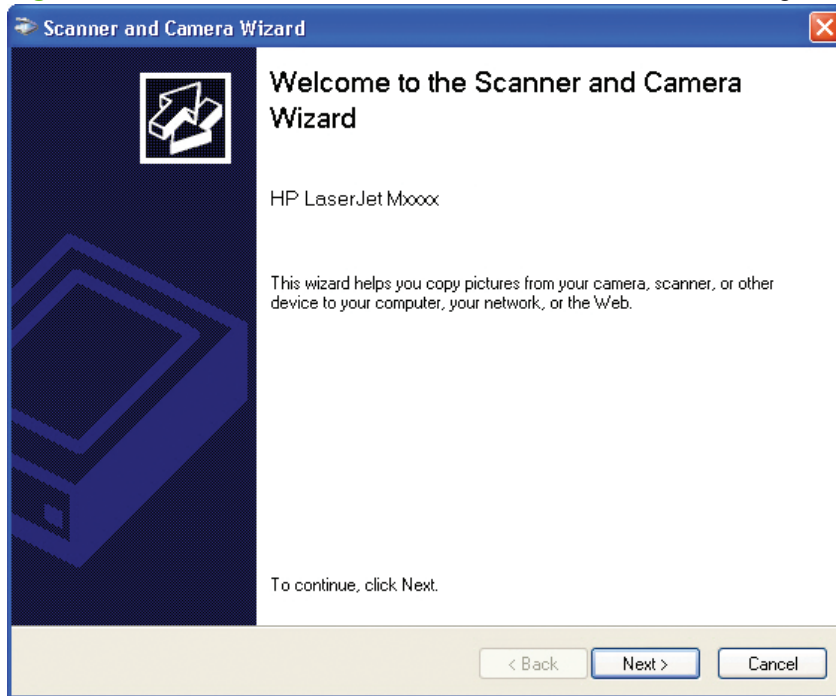 Scanner and Camera Wizard
Welcome to the Scanner and Camera
Wizard
HP LaserJet Mxxxx
This wizard helps you copy pictures from your camera, scanner, or other
device to your computer, your network, or the Web.
To continue, click Next.
< Back Next > Cancel